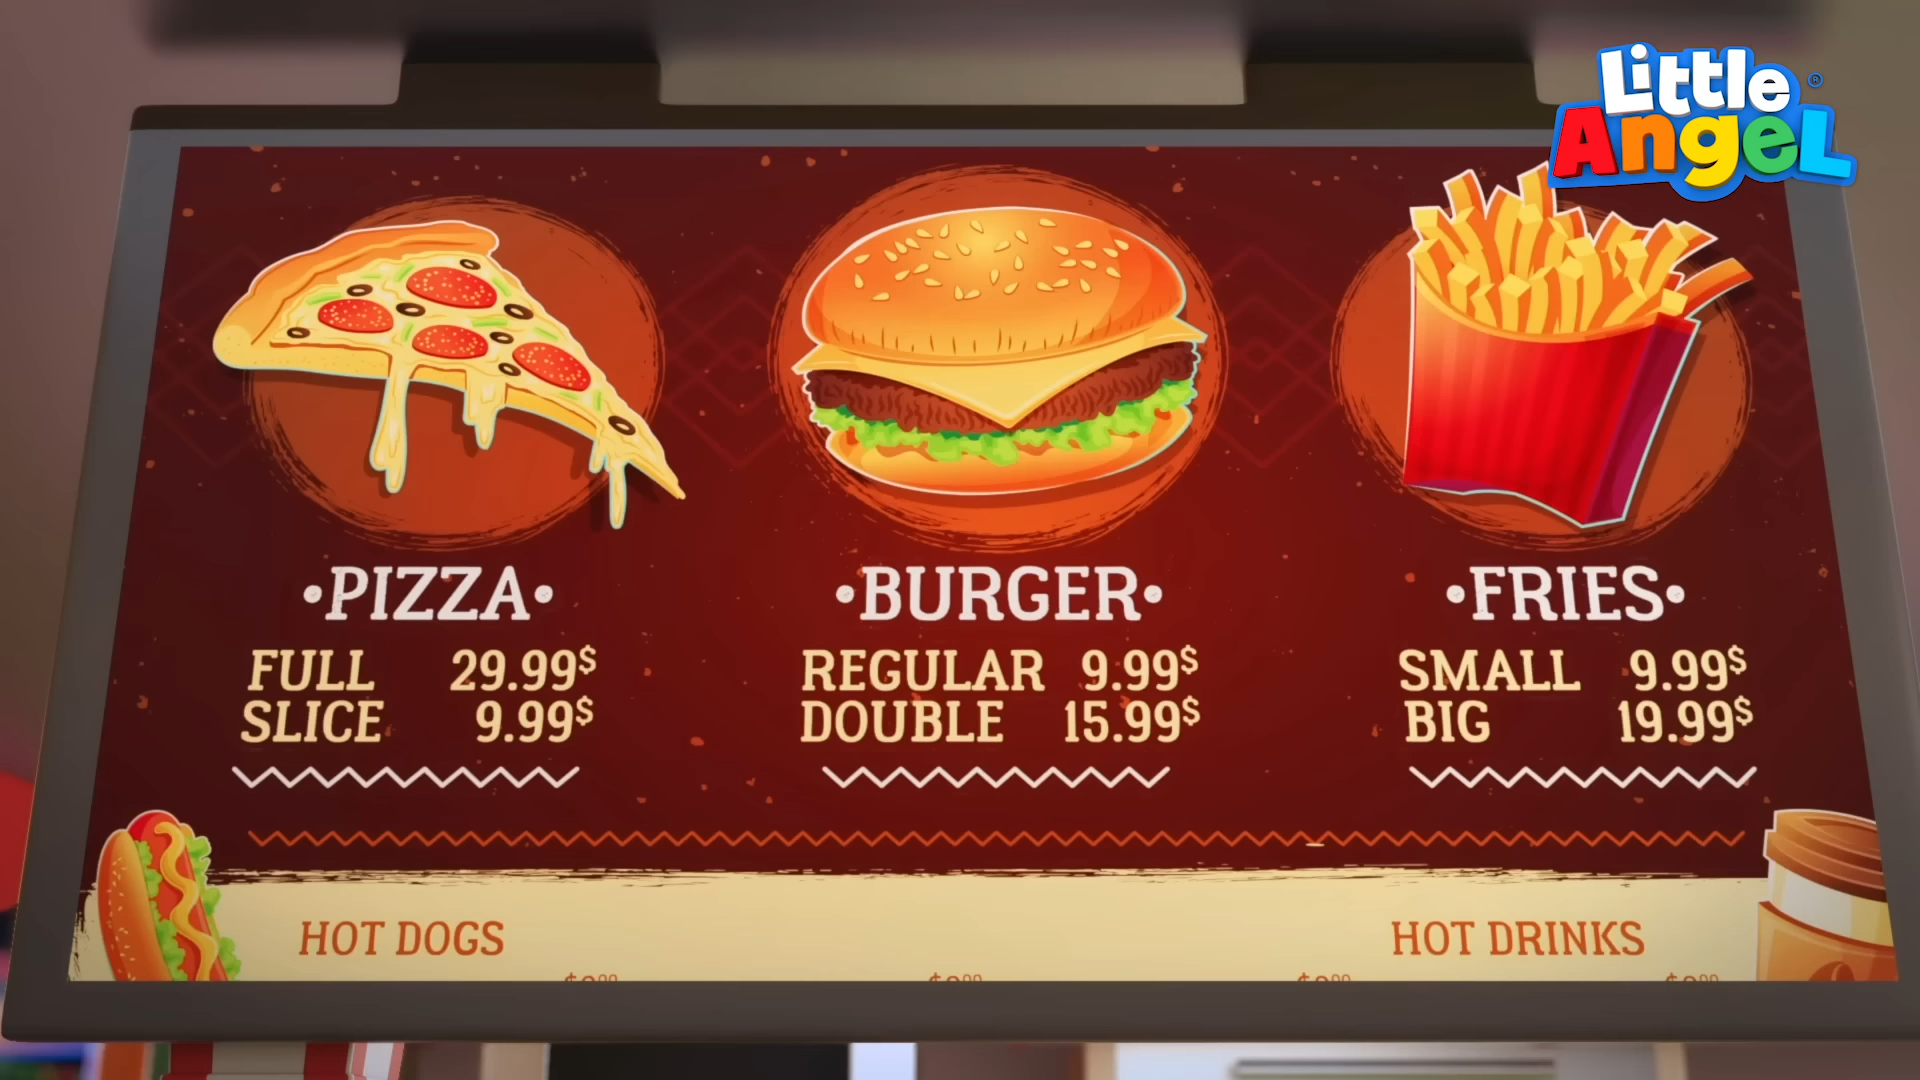 Little
Angel
®
•PIZZA•
FULL 29.99$
SLICE 9.99$
•BURGER•
REGULAR 9.99$
DOUBLE 15.99$
•FRIES•
SMALL 9.99$
BIG 19.99$
HOT DOGS
HOT DRINKS